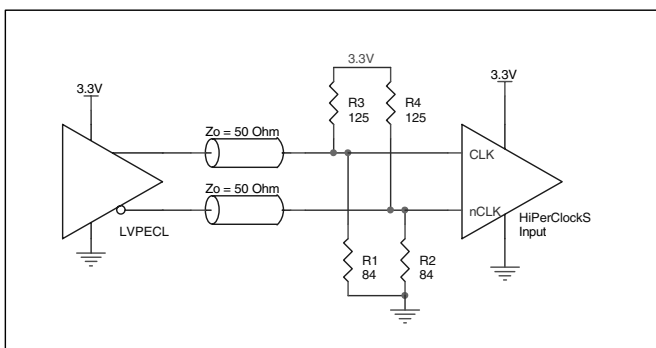 3.3V
3.3V
3.3V
R3
125
R4
125
Zo = 50 Ohm
CLK
Zo = 50 Ohm
nCLK
HiPerClockS
Input
LVPECL
R1
84
R2
84